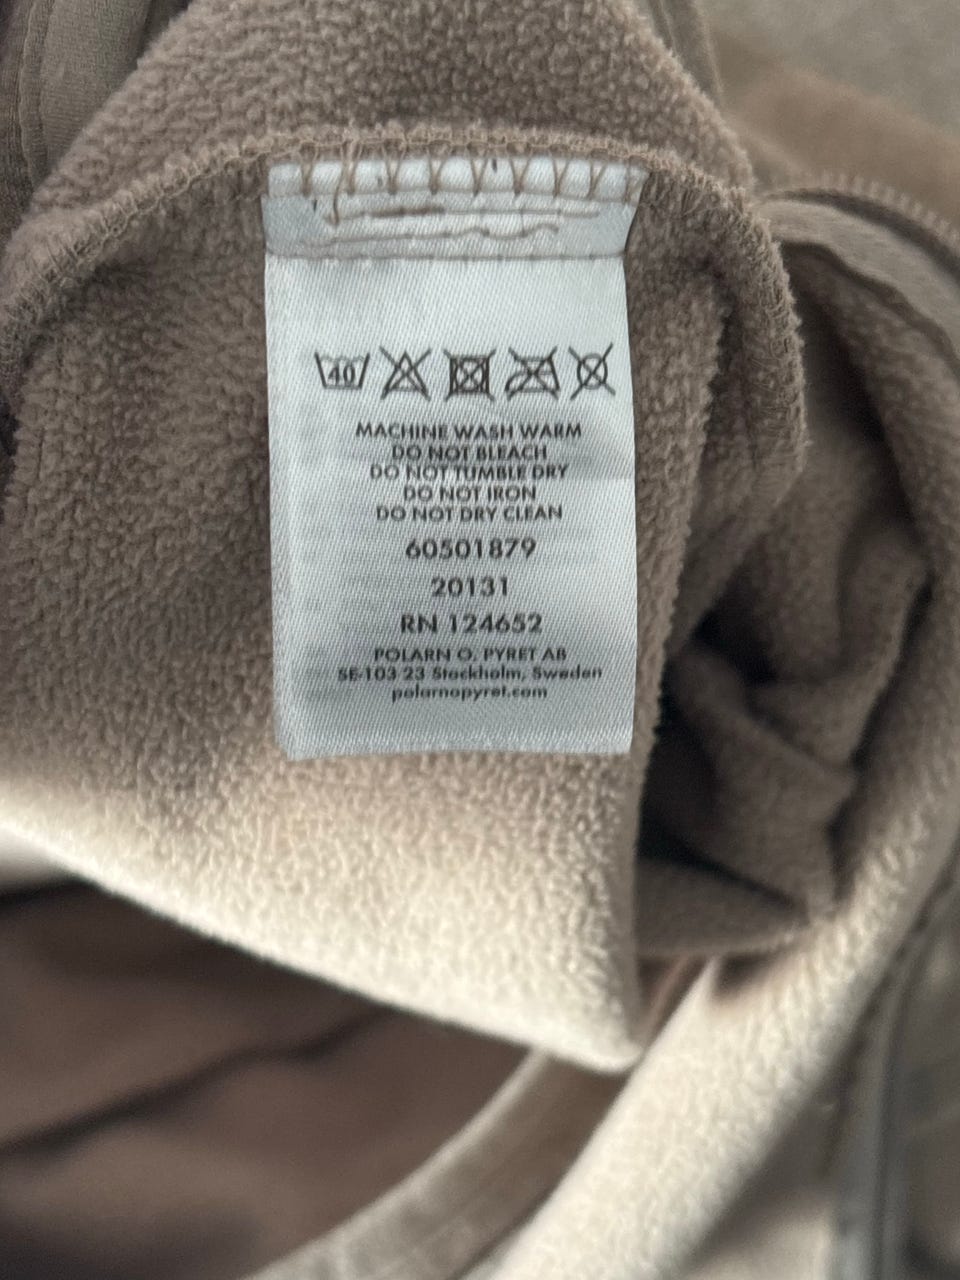 40
MACHINE WASH WARM
DO NOT BLEACH
DO NOT TUMBLE DRY
DO NOT IRON
DO NOT DRY CLEAN
60501879
20131
RN 124652
POLARN O. PYRET AB
SE-103 23 Stockholm, Sweden
polarnopyret.com